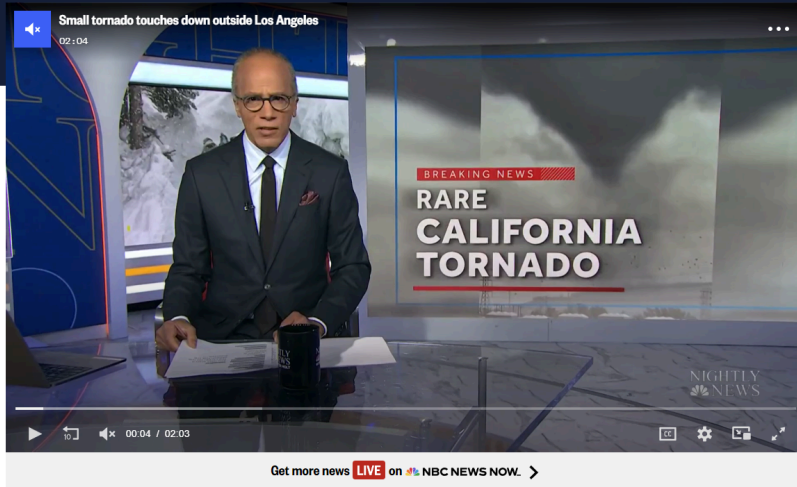 Small tornado touches down outside Los Angeles
02:04
BREAKING NEWS
RARE
CALIFORNIA
TORNADO
NIGHTLY
NEWS
10
00:04 / 02:03
CC
Get more news LIVE on NBC NEWS NOW.